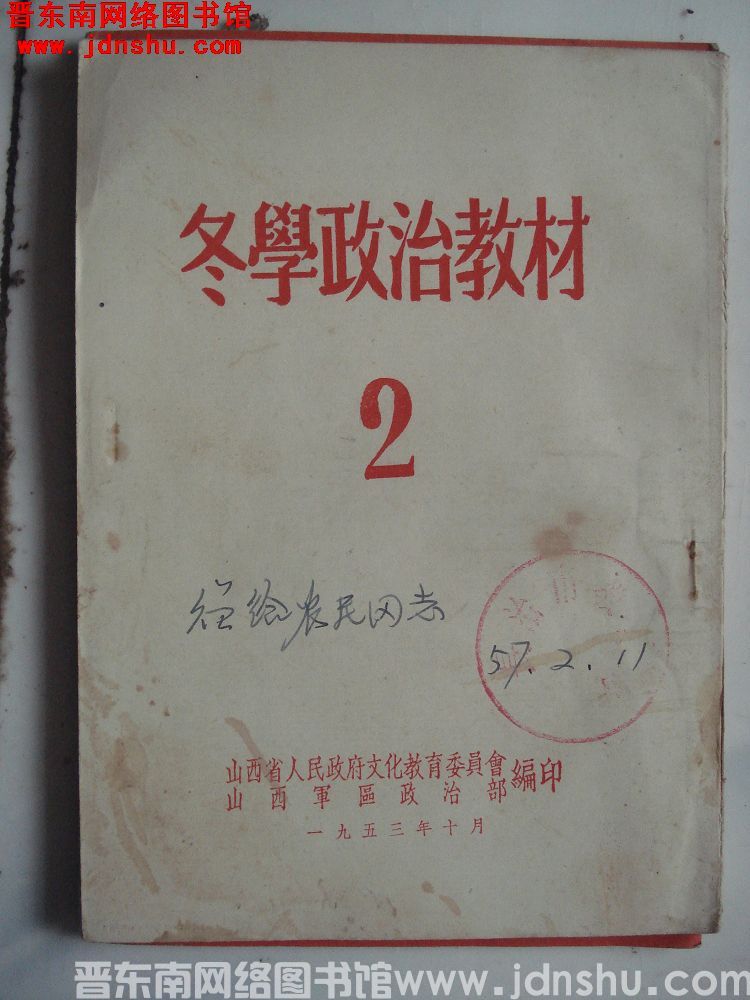 晋东南网络图书馆
www.jdnshu.com
冬學政治教材
2
给农民同志
57.2.11
山西省人民政府文化教育委員會編印
山西軍區政治部
一九五三年十月
晋东南网络图书馆www.jdnshu.com